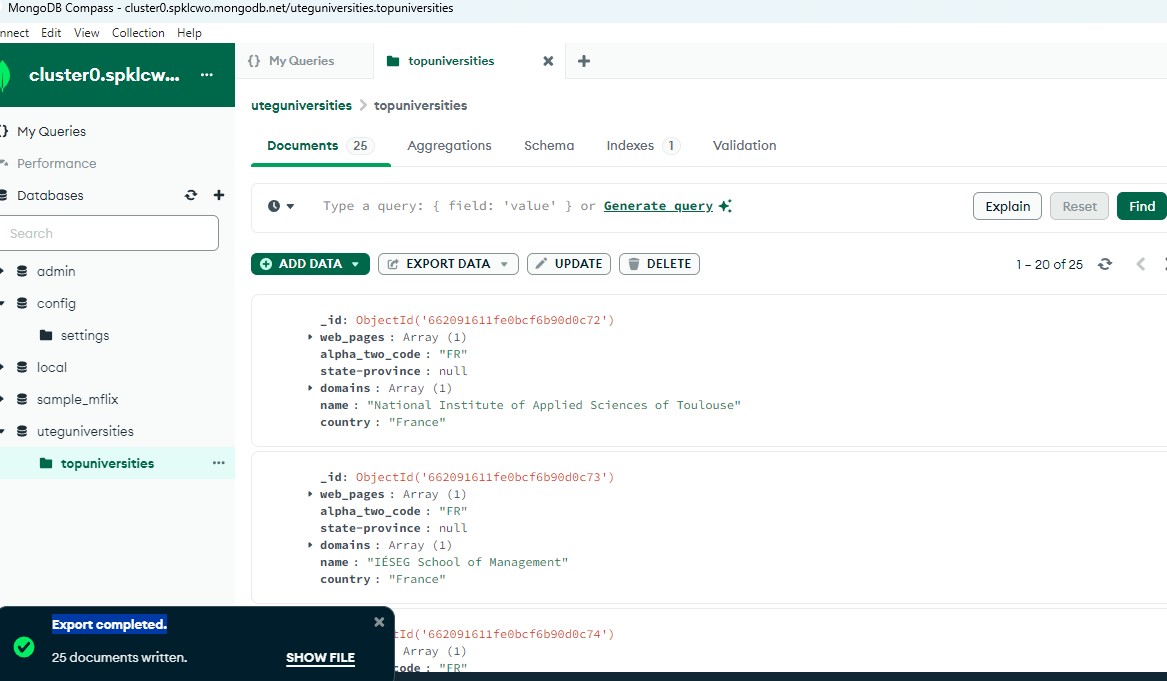 MongoDB Compass - cluster0.spklcwo.mongodb.net/uteguniversities.topuniversities
nnect Edit View Collection Help
cluster0.spklcw... ...
{} My Queries
topuniversities
My Queries
Performance
Databases
Search
admin
config
settings
local
sample_mflix
uteguniversities
topuniversities ...
uteguniversities > topuniversities
Documents 25 Aggregations Schema Indexes 1 Validation
Type a query: { field: 'value' } or Generate query
Explain Reset Find
ADD DATA EXPORT DATA UPDATE DELETE
1 – 20 of 25
_id: ObjectId('662091611fe0bcf6b90d0c72')
web_pages : Array (1)
alpha_two_code : "FR"
state-province : null
domains : Array (1)
name : "National Institute of Applied Sciences of Toulouse"
country : "France"
_id: ObjectId('662091611fe0bcf6b90d0c73')
web_pages : Array (1)
alpha_two_code : "FR"
state-province : null
domains : Array (1)
name : "IÉSEG School of Management"
country : "France"
ctId('662091611fe0bcf6b90d0c74')
Array (1)
code : "FR"
Export completed.
25 documents written.
SHOW FILE